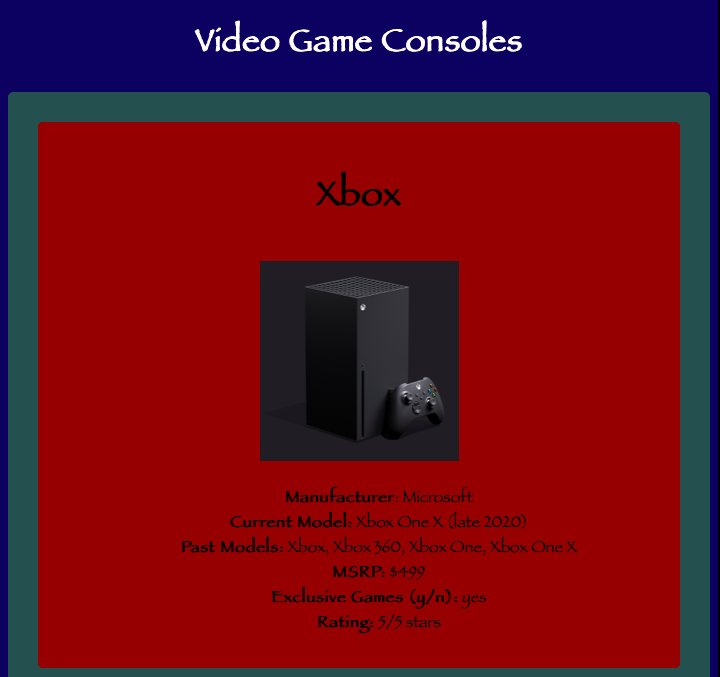 Video Game Consoles
Xbox
Manufacturer: Microsoft
Current Model: Xbox One X (late 2020)
Past Models: Xbox, Xbox 360, Xbox One, Xbox One X
MSRP: $499
Exclusive Games (y/n): yes
Rating: 5/5 stars